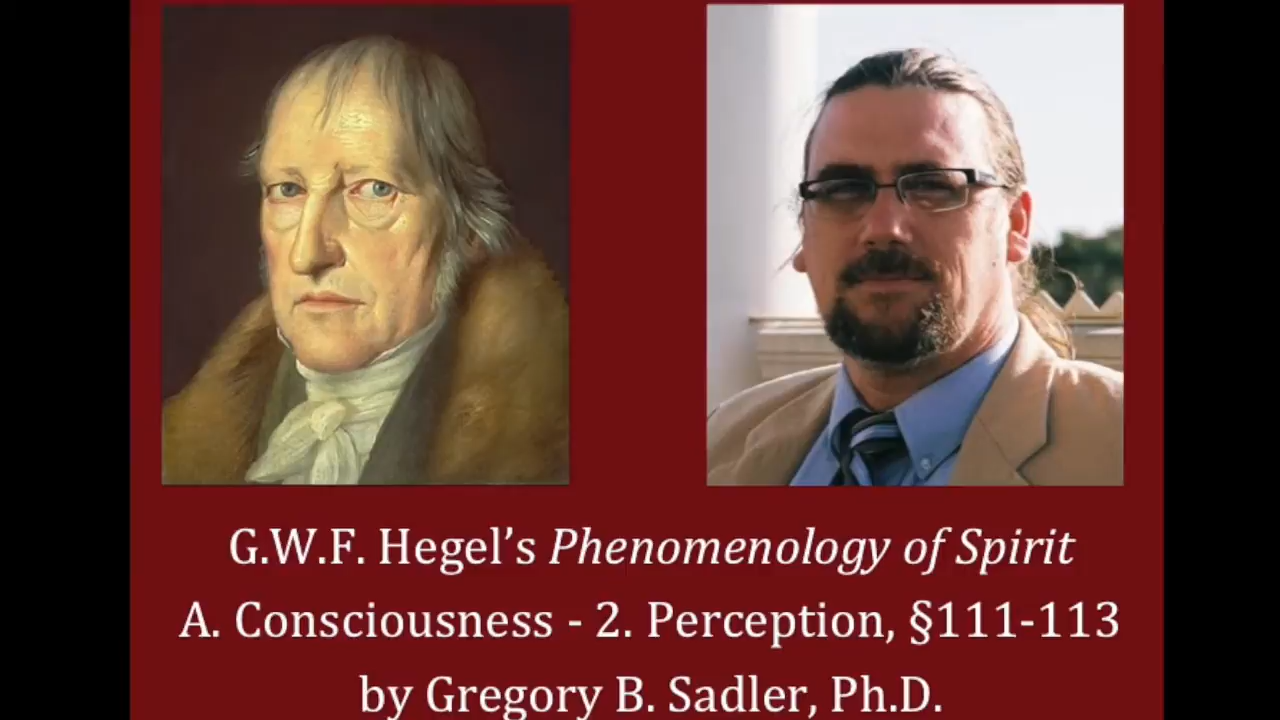 G.W.F. Hegel’s Phenomenology of Spirit
A. Consciousness - 2. Perception, §111-113
by Gregory B. Sadler, Ph.D.